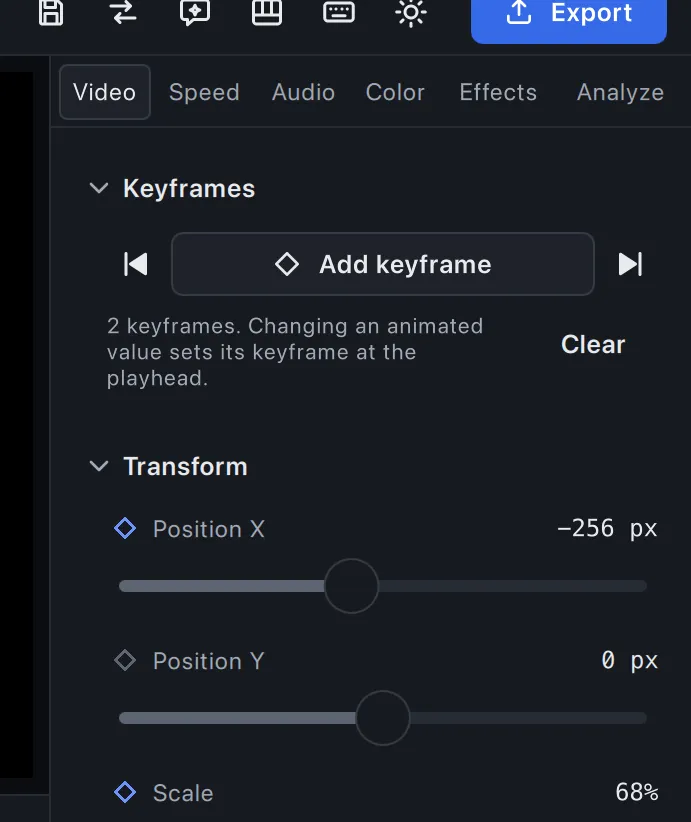 Export
Video Speed Audio Color Effects Analyze
Keyframes
Add keyframe
2 keyframes. Changing an animated
value sets its keyframe at the
playhead.
Clear
Transform
Position X −256 px
Position Y 0 px
Scale 68%